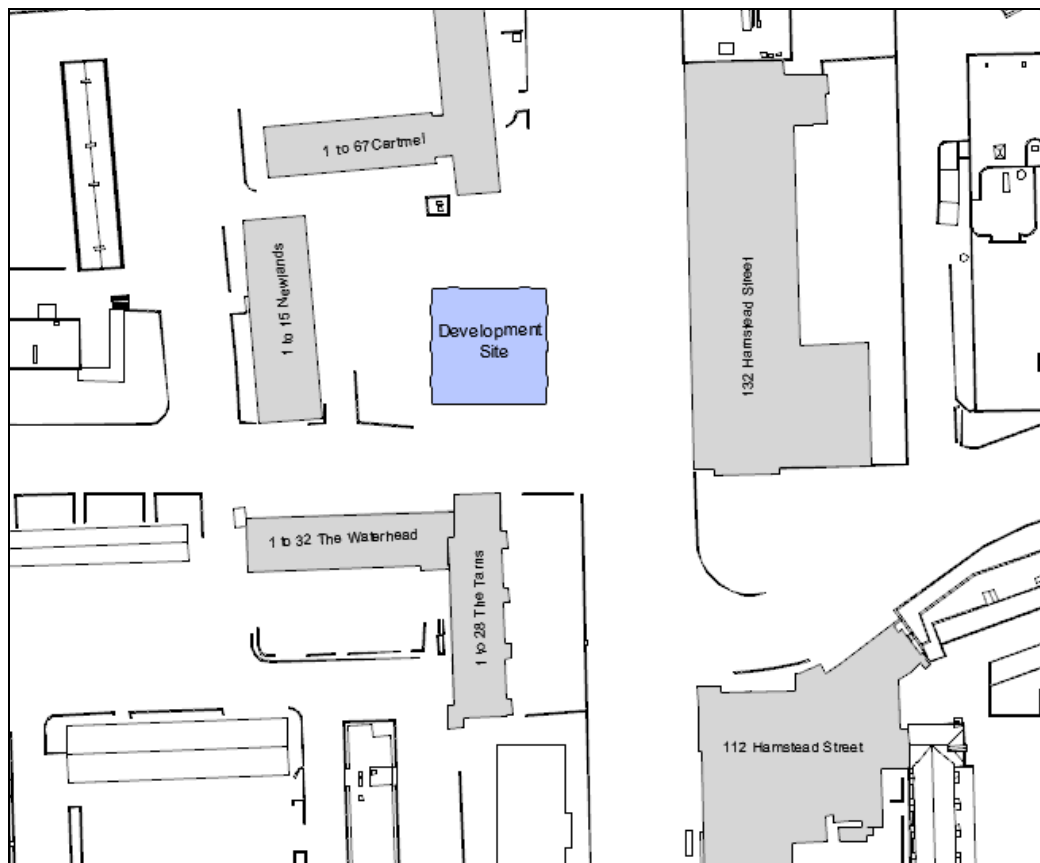 1 to 67 Cartmel
1 to 15 Newlands
Development
Site
132 Hamstead Street
1 to 32 The Waterhead
1 to 28 The Tarns
112 Hamstead Street